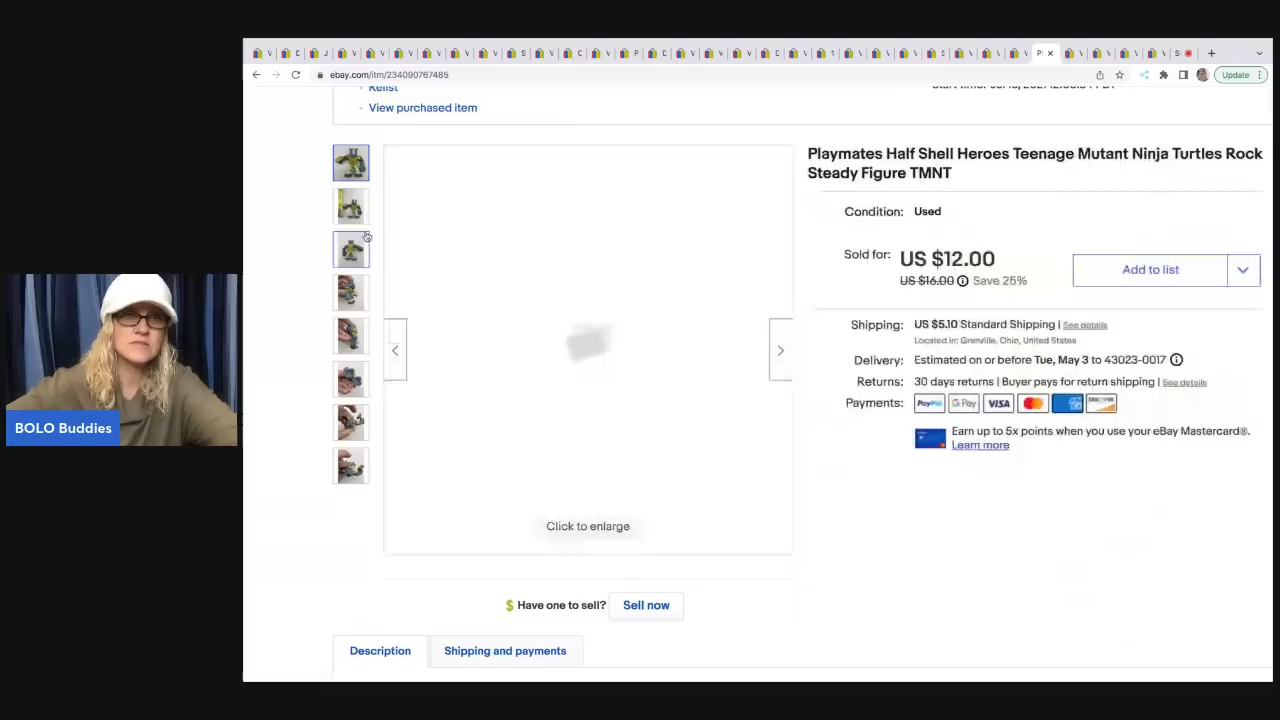 ebay.com/itm/234090767485
Update
Relist
View purchased item
Playmates Half Shell Heroes Teenage Mutant Ninja Turtles Rock
Steady Figure TMNT
Condition: Used
Sold for: US $12.00
US $16.00 Save 25%
Add to list
Shipping: US $5.10 Standard Shipping | See details
Located in: Grenville, Ohio, United States
Delivery: Estimated on or before Tue, May 3 to 43023-0017
Returns: 30 days returns | Buyer pays for return shipping | See details
Payments: PayPal G Pay VISA DISCOVER
Earn up to 5x points when you use your eBay Mastercard®.
Learn more
Click to enlarge
Have one to sell? Sell now
Description
Shipping and payments
BOLO Buddies